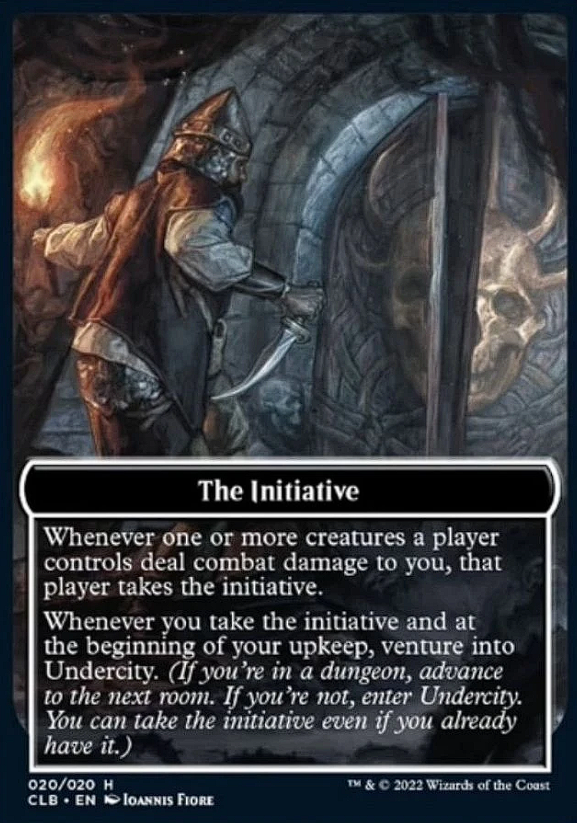 The Initiative
Whenever one or more creatures a player
controls deal combat damage to you, that
player takes the initiative.
Whenever you take the initiative and at
the beginning of your upkeep, venture into
Undercity. (If you're in a dungeon, advance
to the next room. If you're not, enter Undercity.
You can take the initiative even if you already
have it.)
020/020 H
™ & © 2022 Wizards of the Coast
CLB • EN Ioannis Fiore